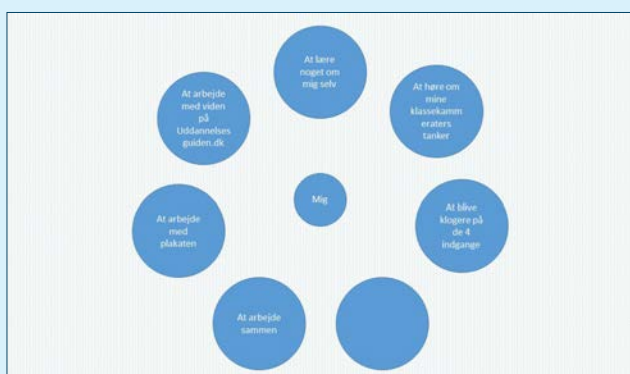 At lære
noget om
mig selv
At høre om
mine
klassekamm
eraters
tanker
At blive
klogere på
de 4
indgange
At arbejde
sammen
At arbejde
med
plakaten
At arbejde
med viden
på
Uddannelses
guiden.dk
Mig